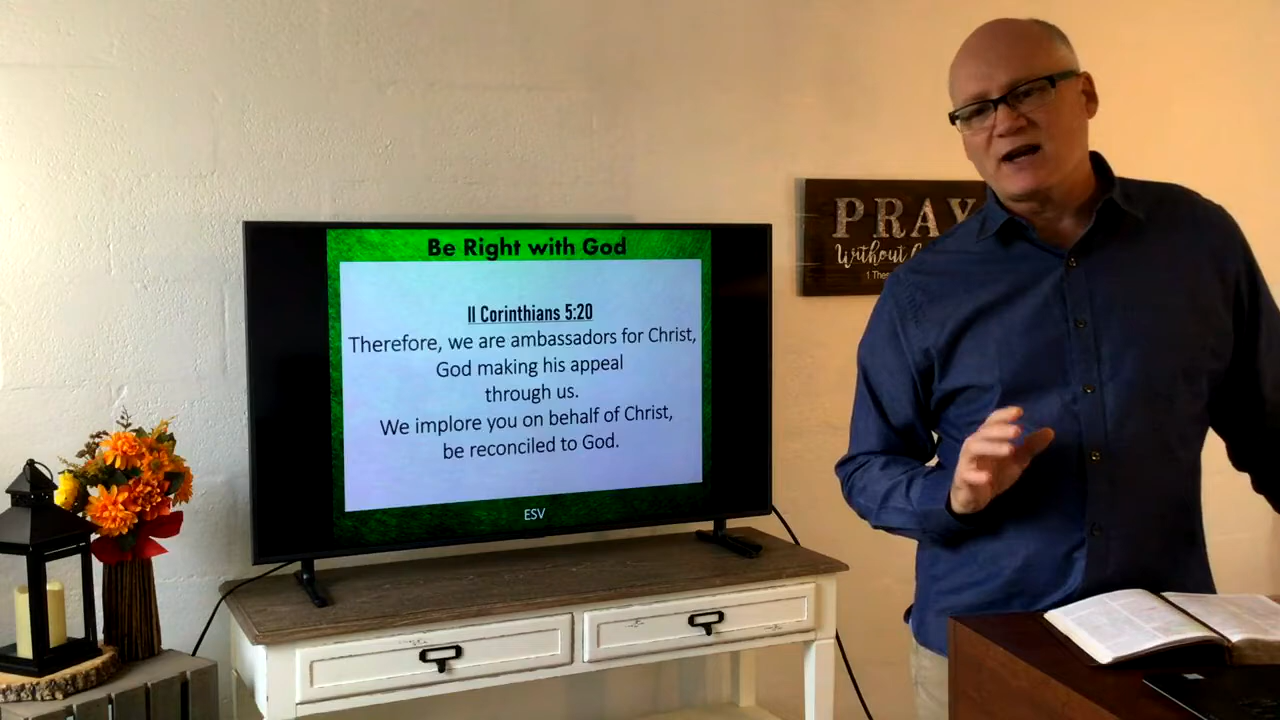 Be Right with God
II Corinthians 5:20
Therefore, we are ambassadors for Christ,
God making his appeal
through us.
We implore you on behalf of Christ,
be reconciled to God.
ESV
PRAY
Without